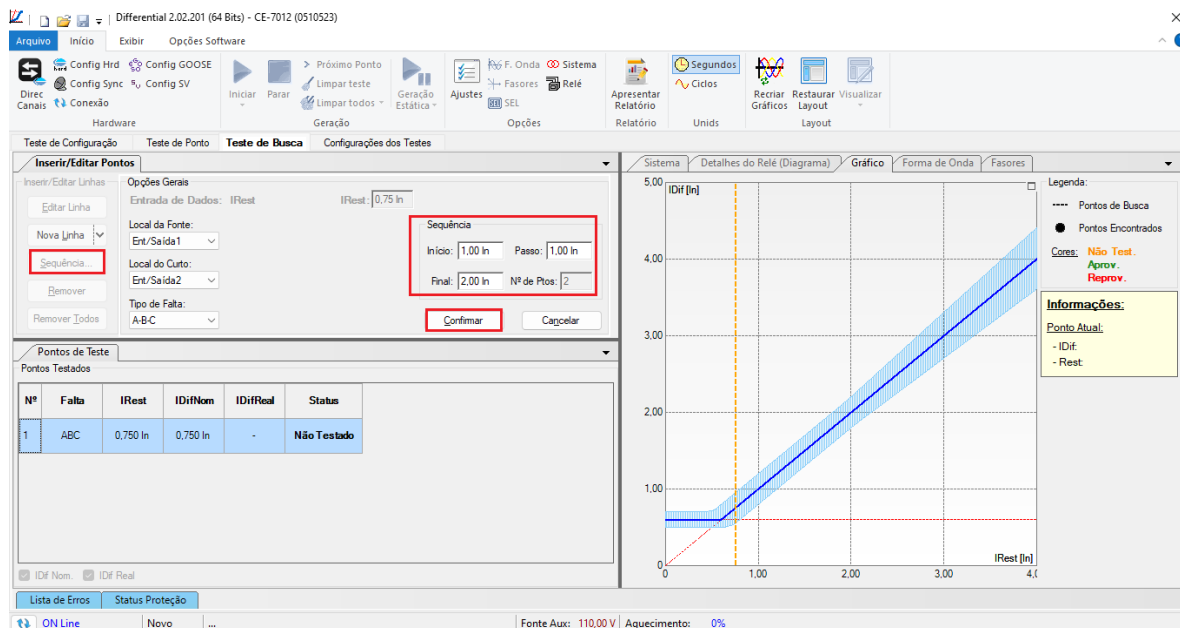 Differential 2.02.201 (64 Bits) - CE-7012 (0510523)
Arquivo Início Exibir Opções Software
Direc Canais
Config Hrd Config GOOSE
Config Sync Config SV
Conexão
Hardware
Iniciar Parar
Próximo Ponto
Limpar teste
Limpar todos
Geração Estática
Geração
Ajustes
F. Onda Sistema
Fasores Relé
SEL
Opções
Apresentar Relatório
Relatório
Segundos
Ciclos
Unids
Recriar Gráficos
Restaurar Layout
Visualizar
Layout
Teste de Configuração Teste de Ponto Teste de Busca Configurações dos Testes
Inserir/Editar Pontos
Inserir/Editar Linhas
Editar Linha
Nova Linha
Sequência...
Remover
Remover Todos
Opções Gerais
Entrada de Dados: IRest IRest: 0,75 In
Local da Fonte:
Ent/Saída1
Local do Curto:
Ent/Saída2
Tipo de Falta:
A-B-C
Sequência
Início: 1,00 In Passo: 1,00 In
Final: 2,00 In Nº de Ptos: 2
Confirmar Cancelar
Pontos de Teste
Pontos Testados
Nº Falta IRest IDifNom IDifReal Status
1 ABC 0,750 In 0,750 In - Não Testado
IDif Nom. IDif Real
Sistema Detalhes do Relé (Diagrama) Gráfico Forma de Onda Fasores
IDif [In]
5,00
4,00
3,00
2,00
1,00
0
IRest [In]
0 1,00 2,00 3,00 4,0
Legenda:
Pontos de Busca
Pontos Encontrados
Cores: Não Test.
Aprov.
Reprov.
Informações:
Ponto Atual:
- IDif:
- Rest:
Lista de Erros Status Proteção
ON Line Novo ... Fonte Aux: 110,00 V Aquecimento: 0%